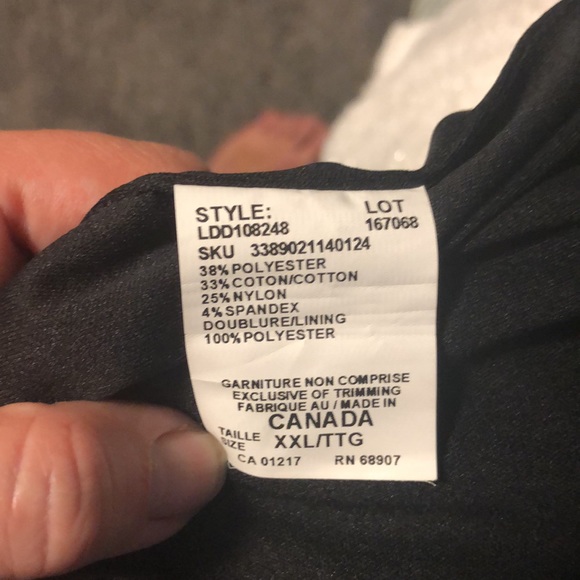 STYLE: LOT
LDD108248 167068
SKU 3389021140124
38% POLYESTER
33% COTON/COTTON
25% NYLON
4% SPANDEX
DOUBLURE/LINING
100% POLYESTER
GARNITURE NON COMPRISE
EXCLUSIVE OF TRIMMING
FABRIQUE AU / MADE IN
CANADA
TAILLE
SIZE XXL/TTG
CA 01217 RN 68907